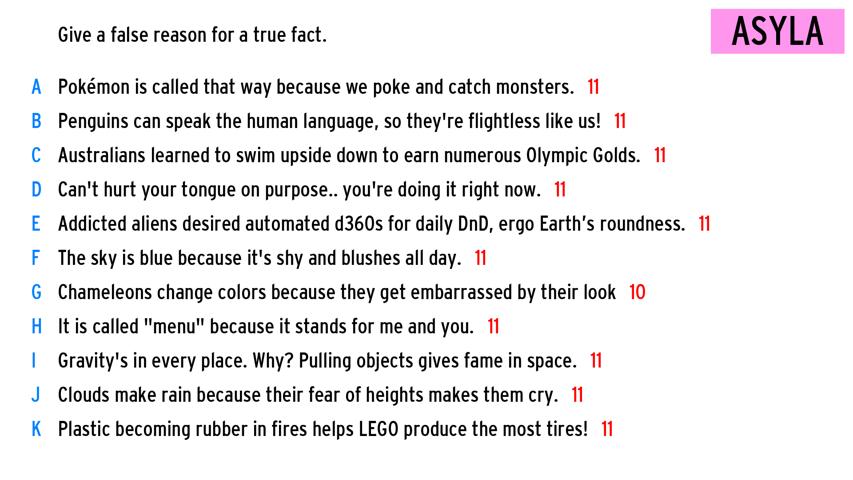 Give a false reason for a true fact.
ASYLA
A Pokémon is called that way because we poke and catch monsters. 11
B Penguins can speak the human language, so they're flightless like us! 11
C Australians learned to swim upside down to earn numerous Olympic Golds. 11
D Can't hurt your tongue on purpose.. you're doing it right now. 11
E Addicted aliens desired automated d360s for daily DnD, ergo Earth’s roundness. 11
F The sky is blue because it's shy and blushes all day. 11
G Chameleons change colors because they get embarrassed by their look 10
H It is called "menu" because it stands for me and you. 11
I Gravity's in every place. Why? Pulling objects gives fame in space. 11
J Clouds make rain because their fear of heights makes them cry. 11
K Plastic becoming rubber in fires helps LEGO produce the most tires! 11